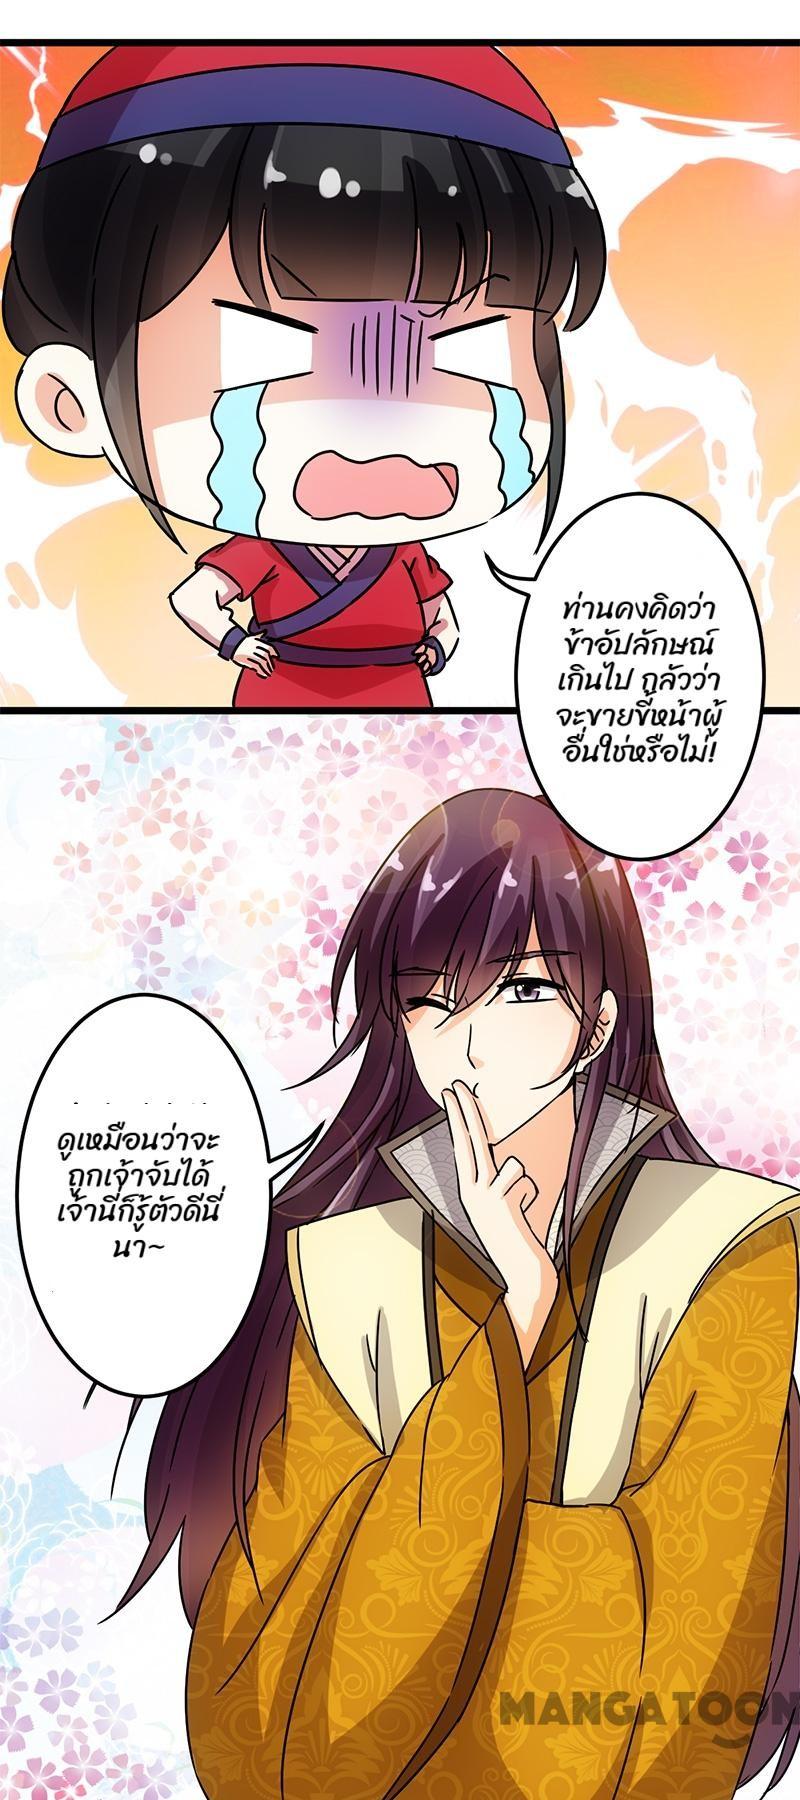 ท่านคงคิดว่า
ข้าอัปลักษณ์
เกินไป กลัวว่า
จะขายขี้หน้าผู้
อื่นใช่หรือไม่!
ดูเหมือนว่าจะ
ถูกเจ้าจับได้
เจ้านี่ก็รู้ตัวดีนี่
นา~
MANGATOON